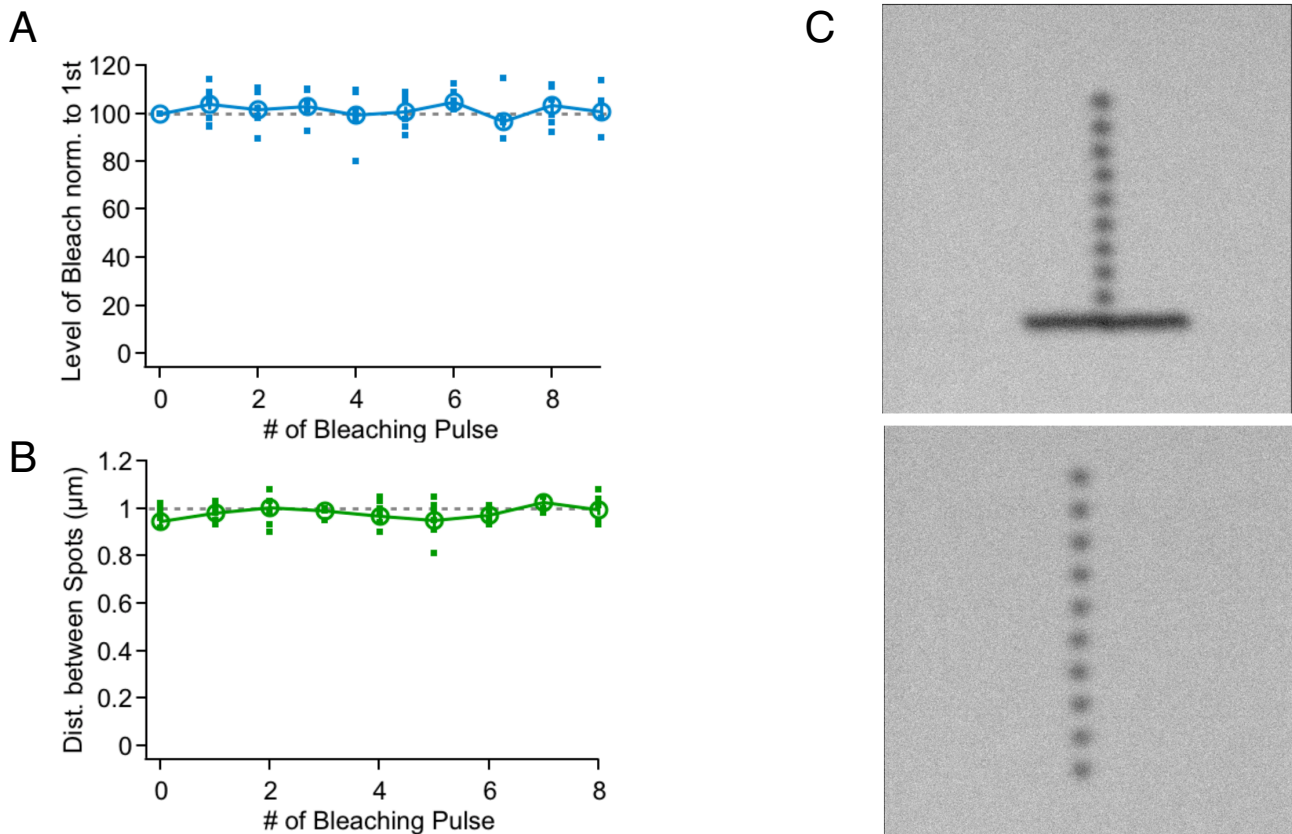 A
Level of Bleach norm. to 1st
120
100
80
60
40
20
0
0 2 4 6 8
# of Bleaching Pulse
B
Dist. between Spots (µm)
1.2
1
0.8
0.6
0.4
0.2
0
0 2 4 6 8
# of Bleaching Pulse
C